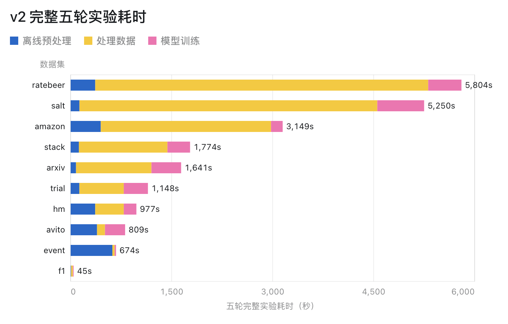 v2 完整五轮实验耗时
离线预处理 处理数据 模型训练
数据集
ratebeer 5,804s
salt 5,250s
amazon 3,149s
stack 1,774s
arxiv 1,641s
trial 1,148s
hm 977s
avito 809s
event 674s
f1 45s
0 1,500 3,000 4,500 6,000
五轮完整实验耗时（秒）